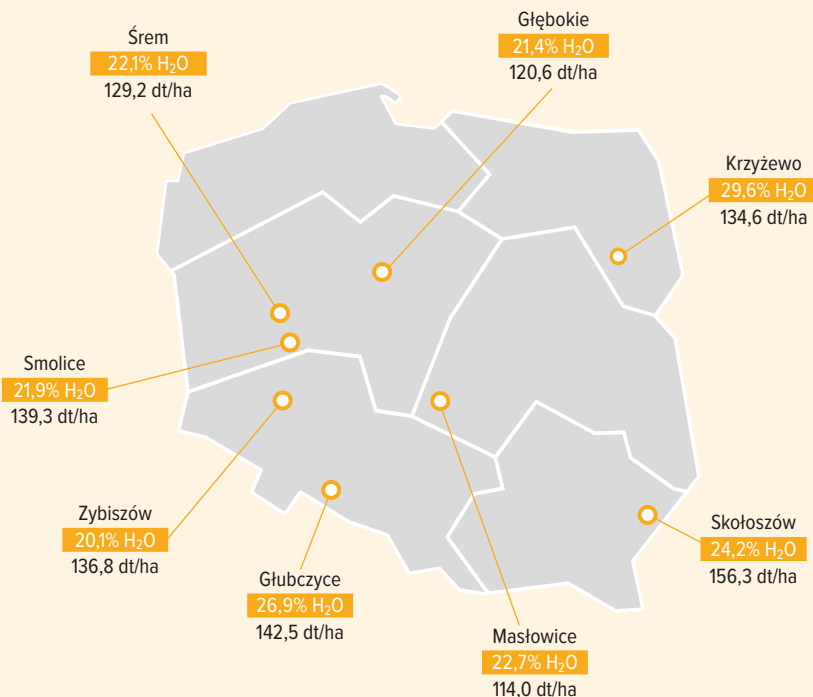 Głębokie
21,4% H₂O
120,6 dt/ha
Śrem
22,1% H₂O
129,2 dt/ha
Krzyżewo
29,6% H₂O
134,6 dt/ha
Smolice
21,9% H₂O
139,3 dt/ha
Zybiszów
20,1% H₂O
136,8 dt/ha
Skołoszów
24,2% H₂O
156,3 dt/ha
Głubczyce
26,9% H₂O
142,5 dt/ha
Masłowice
22,7% H₂O
114,0 dt/ha